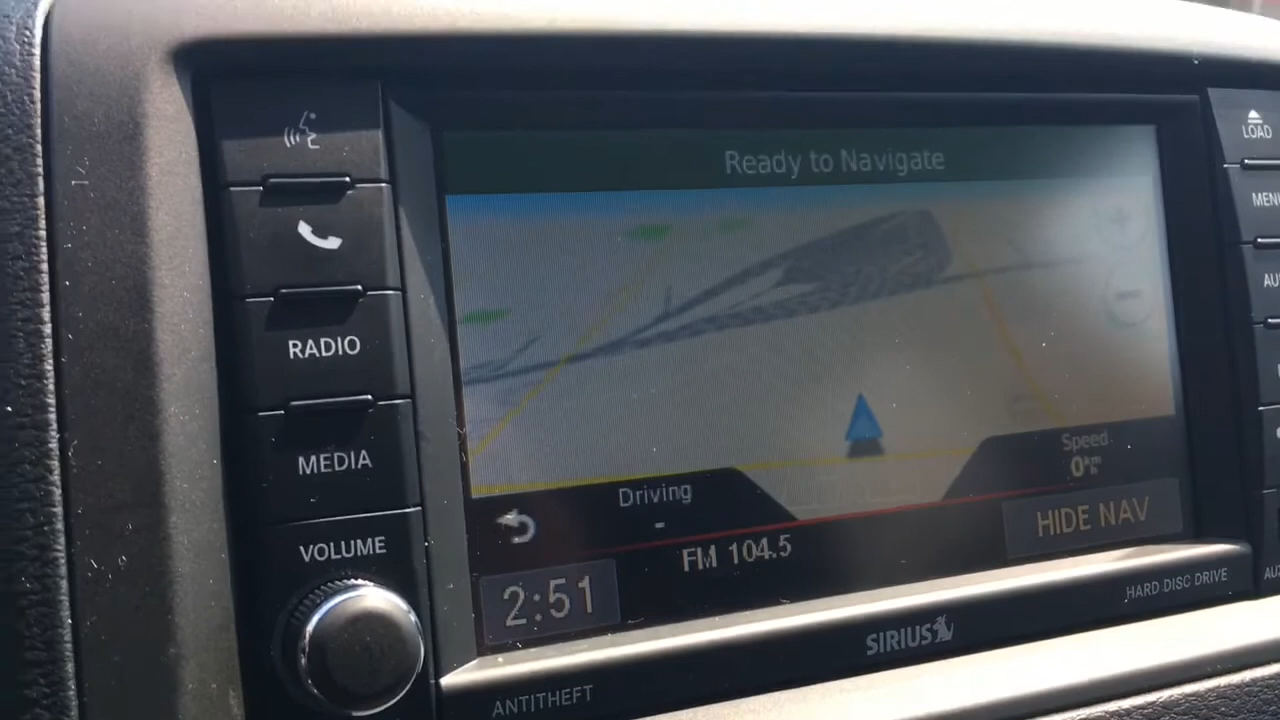 Ready to Navigate
LOAD
RADIO
MEDIA
VOLUME
Speed
0 km/h
Driving
-
HIDE NAV
FM 104.5
2:51
HARD DISC DRIVE
SIRIUS
ANTITHEFT